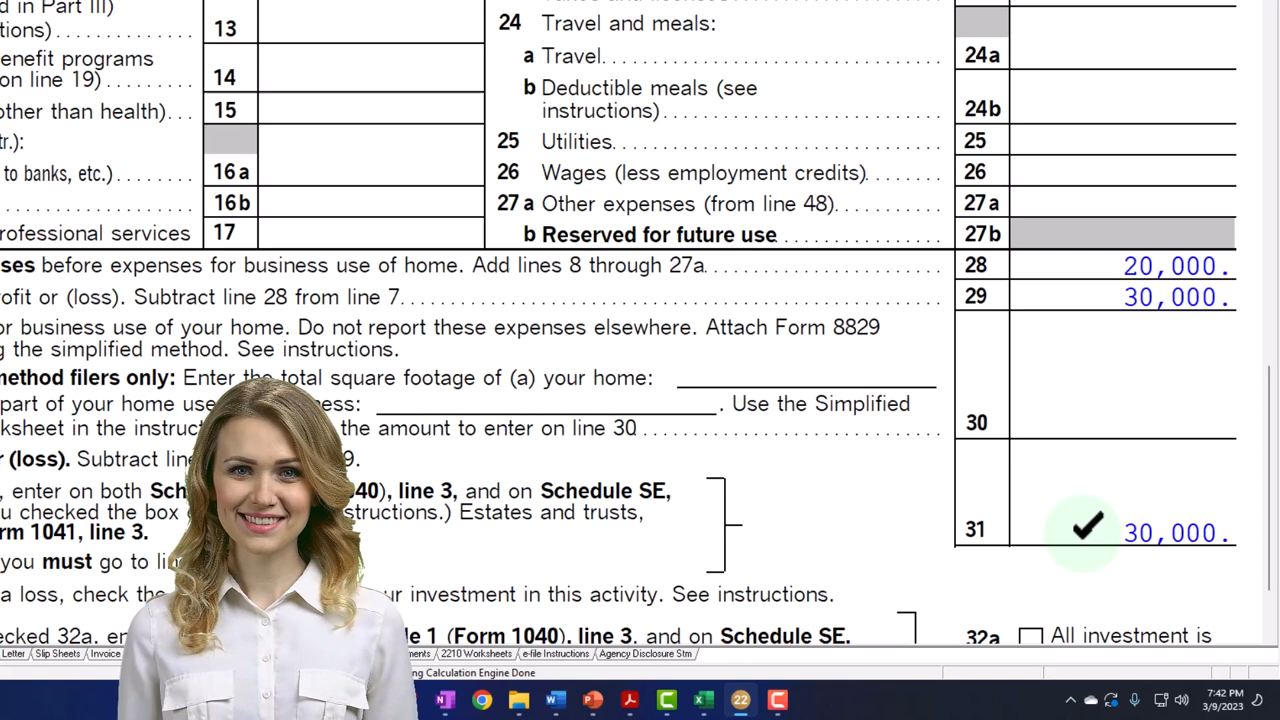 d in Part III)
tions)
13
enefit programs
on line 19)
14
other than health)
15
tr.):
to banks, etc.)
16a
16b
rofessional services
17
24 Travel and meals:
a Travel
24a
b Deductible meals (see
instructions)
24b
25 Utilities
25
26 Wages (less employment credits)
26
27a Other expenses (from line 48)
27a
b Reserved for future use
27b
ses before expenses for business use of home. Add lines 8 through 27a
28 20,000.
rofit or (loss). Subtract line 28 from line 7
29 30,000.
or business use of your home. Do not report these expenses elsewhere. Attach Form 8829
g the simplified method. See instructions.
method filers only: Enter the total square footage of (a) your home:
part of your home use ness: . Use the Simplified
ksheet in the instruc the amount to enter on line 30
30
r (loss). Subtract line 9.
, enter on both Sch 40), line 3, and on Schedule SE,
u checked the box structions.) Estates and trusts,
rm 1041, line 3.
31 30,000.
you must go to lin
a loss, check the ur investment in this activity. See instructions.
ecked 32a, en le 1 (Form 1040), line 3, and on Schedule SE,
32a All investment is
Letter Slip Sheets Invoice ments 2210 Worksheets e-file Instructions Agency Disclosure Stm
ng Calculation Engine Done
22
7:42 PM
3/9/2023